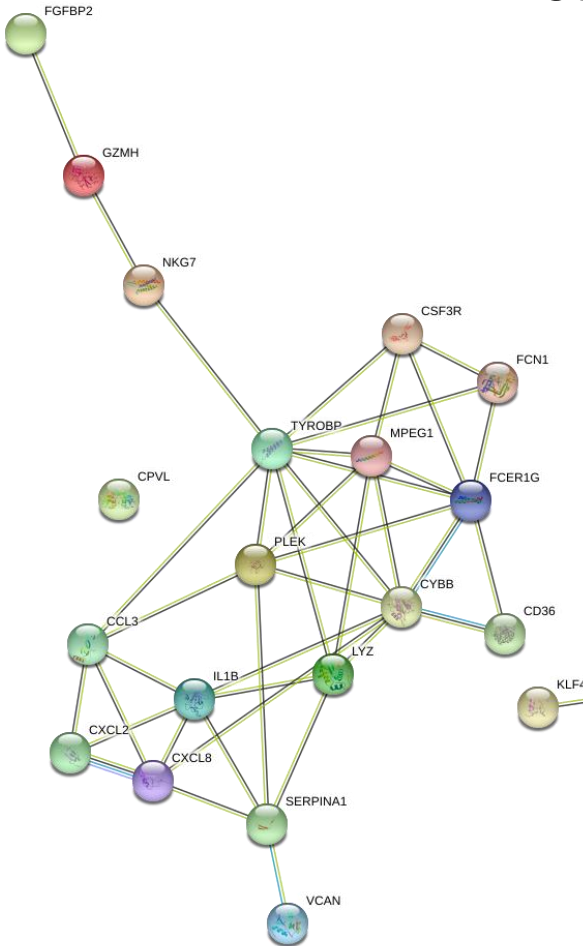 FGFBP2
GZMH
NKG7
CSF3R
FCN1
TYROBP
MPEG1
FCER1G
CPVL
PLEK
CYBB
CD36
CCL3
LYZ
IL1B
KLF4
CXCL2
CXCL8
SERPINA1
VCAN